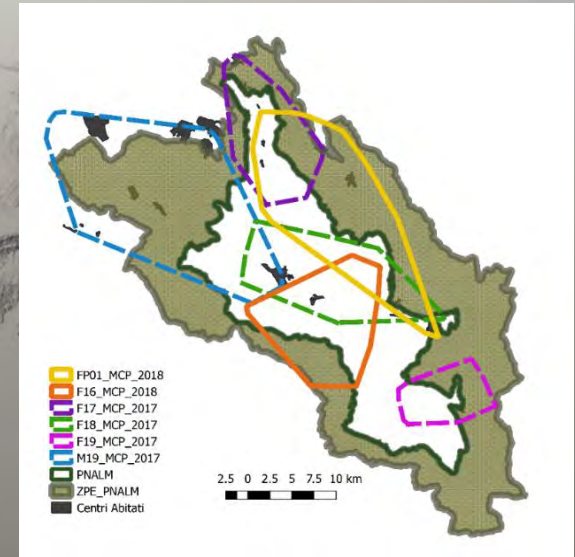 FP01_MCP_2018
F16_MCP_2018
F17_MCP_2017
F18_MCP_2017
F19_MCP_2017
M19_MCP_2017
PNALM
ZPE_PNALM
Centri Abitati
2.5 0 2.5 5 7.5 10 km